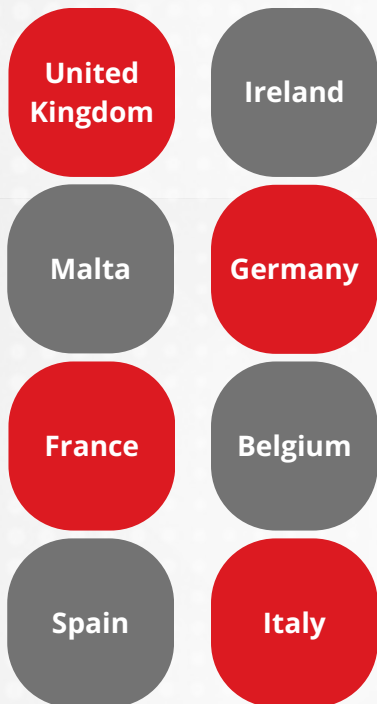 United
Kingdom
Ireland
Malta
Germany
France
Belgium
Spain
Italy